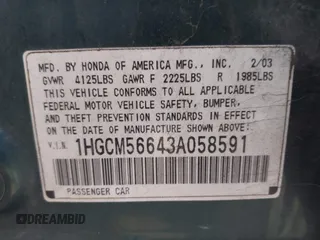 MFD. BY HONDA OF AMERICA MFG., INC. 2/03
GVWR 4125LBS GAWR F 2225LBS R 1985LBS
THIS VEHICLE CONFORMS TO ALL APPLICABLE
FEDERAL MOTOR VEHICLE SAFETY, BUMPER,
AND THEFT PREVENTION STANDARDS IN EFFECT
ON THE DATE OF MANUFACTURE SHOWN ABOVE.
V.I.N. 1HGCM56643A058591
PASSENGER CAR
DREAMBID